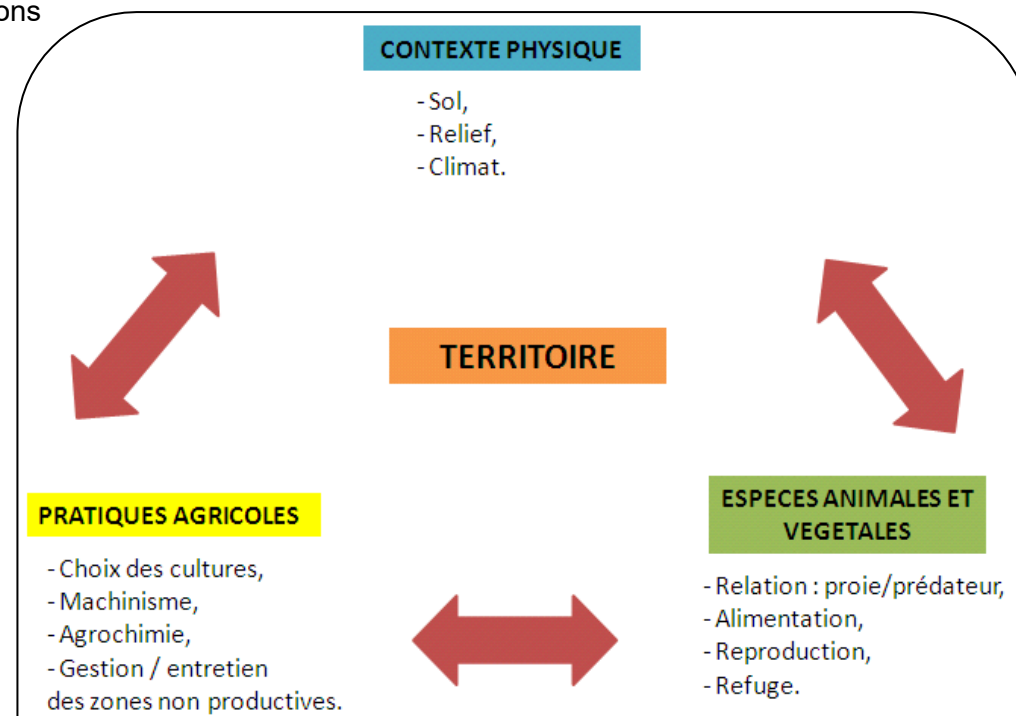 ons
CONTEXTE PHYSIQUE
- Sol,
- Relief,
- Climat.
TERRITOIRE
PRATIQUES AGRICOLES
- Choix des cultures,
- Machinisme,
- Agrochimie,
- Gestion / entretien
des zones non productives.
ESPECES ANIMALES ET
VEGETALES
- Relation : proie/prédateur,
- Alimentation,
- Reproduction,
- Refuge.